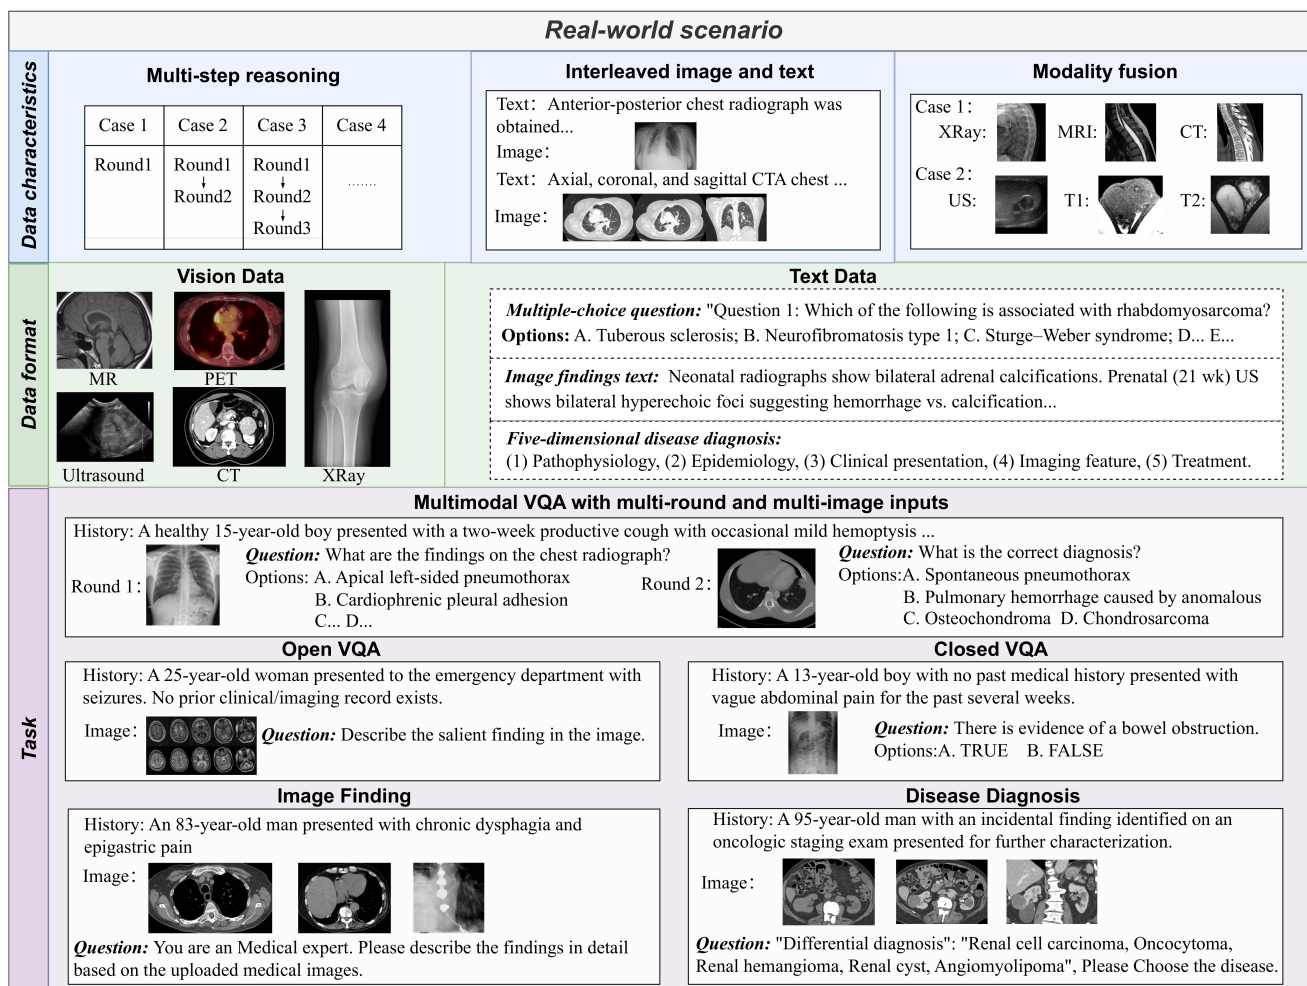 Real-world scenario
Data characteristics
Multi-step reasoning
Case 1 Case 2 Case 3 Case 4
Round1 Round1 Round1
Round2 Round2
.......
Round3
Interleaved image and text
Text: Anterior-posterior chest radiograph was
obtained...
Image:
Text: Axial, coronal, and sagittal CTA chest ...
Image:
Modality fusion
Case 1:
XRay: MRI: CT:
Case 2:
US: T1: T2:
Data format
Vision Data
MR
PET
Ultrasound
CT
XRay
Text Data
Multiple-choice question: "Question 1: Which of the following is associated with rhabdomyosarcoma?
Options: A. Tuberous sclerosis; B. Neurofibromatosis type 1; C. Sturge–Weber syndrome; D... E...
Image findings text: Neonatal radiographs show bilateral adrenal calcifications. Prenatal (21 wk) US
shows bilateral hyperechoic foci suggesting hemorrhage vs. calcification...
Five-dimensional disease diagnosis:
(1) Pathophysiology, (2) Epidemiology, (3) Clinical presentation, (4) Imaging feature, (5) Treatment.
Task
Multimodal VQA with multi-round and multi-image inputs
History: A healthy 15-year-old boy presented with a two-week productive cough with occasional mild hemoptysis ...
Round 1:
Question: What are the findings on the chest radiograph?
Options: A. Apical left-sided pneumothorax
B. Cardiophrenic pleural adhesion
C... D...
Round 2:
Question: What is the correct diagnosis?
Options:A. Spontaneous pneumothorax
B. Pulmonary hemorrhage caused by anomalous
C. Osteochondroma D. Chondrosarcoma
Open VQA
History: A 25-year-old woman presented to the emergency department with
seizures. No prior clinical/imaging record exists.
Image:
Question: Describe the salient finding in the image.
Closed VQA
History: A 13-year-old boy with no past medical history presented with
vague abdominal pain for the past several weeks.
Image:
Question: There is evidence of a bowel obstruction.
Options:A. TRUE B. FALSE
Image Finding
History: An 83-year-old man presented with chronic dysphagia and
epigastric pain
Image:
Question: You are an Medical expert. Please describe the findings in detail
based on the uploaded medical images.
Disease Diagnosis
History: A 95-year-old man with an incidental finding identified on an
oncologic staging exam presented for further characterization.
Image:
Question: "Differential diagnosis": "Renal cell carcinoma, Oncocytoma,
Renal hemangioma, Renal cyst, Angiomyolipoma", Please Choose the disease.